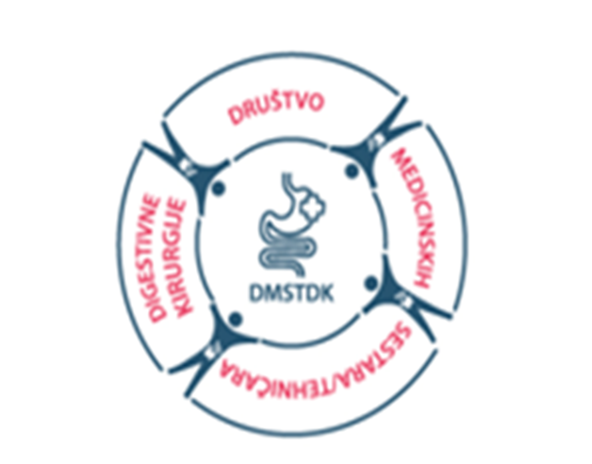 DRUŠTVO
MEDICINSKIH
SESTARA/TEHNIČARA
DIGESTIVNE
KIRURGIJE
DMSTDK